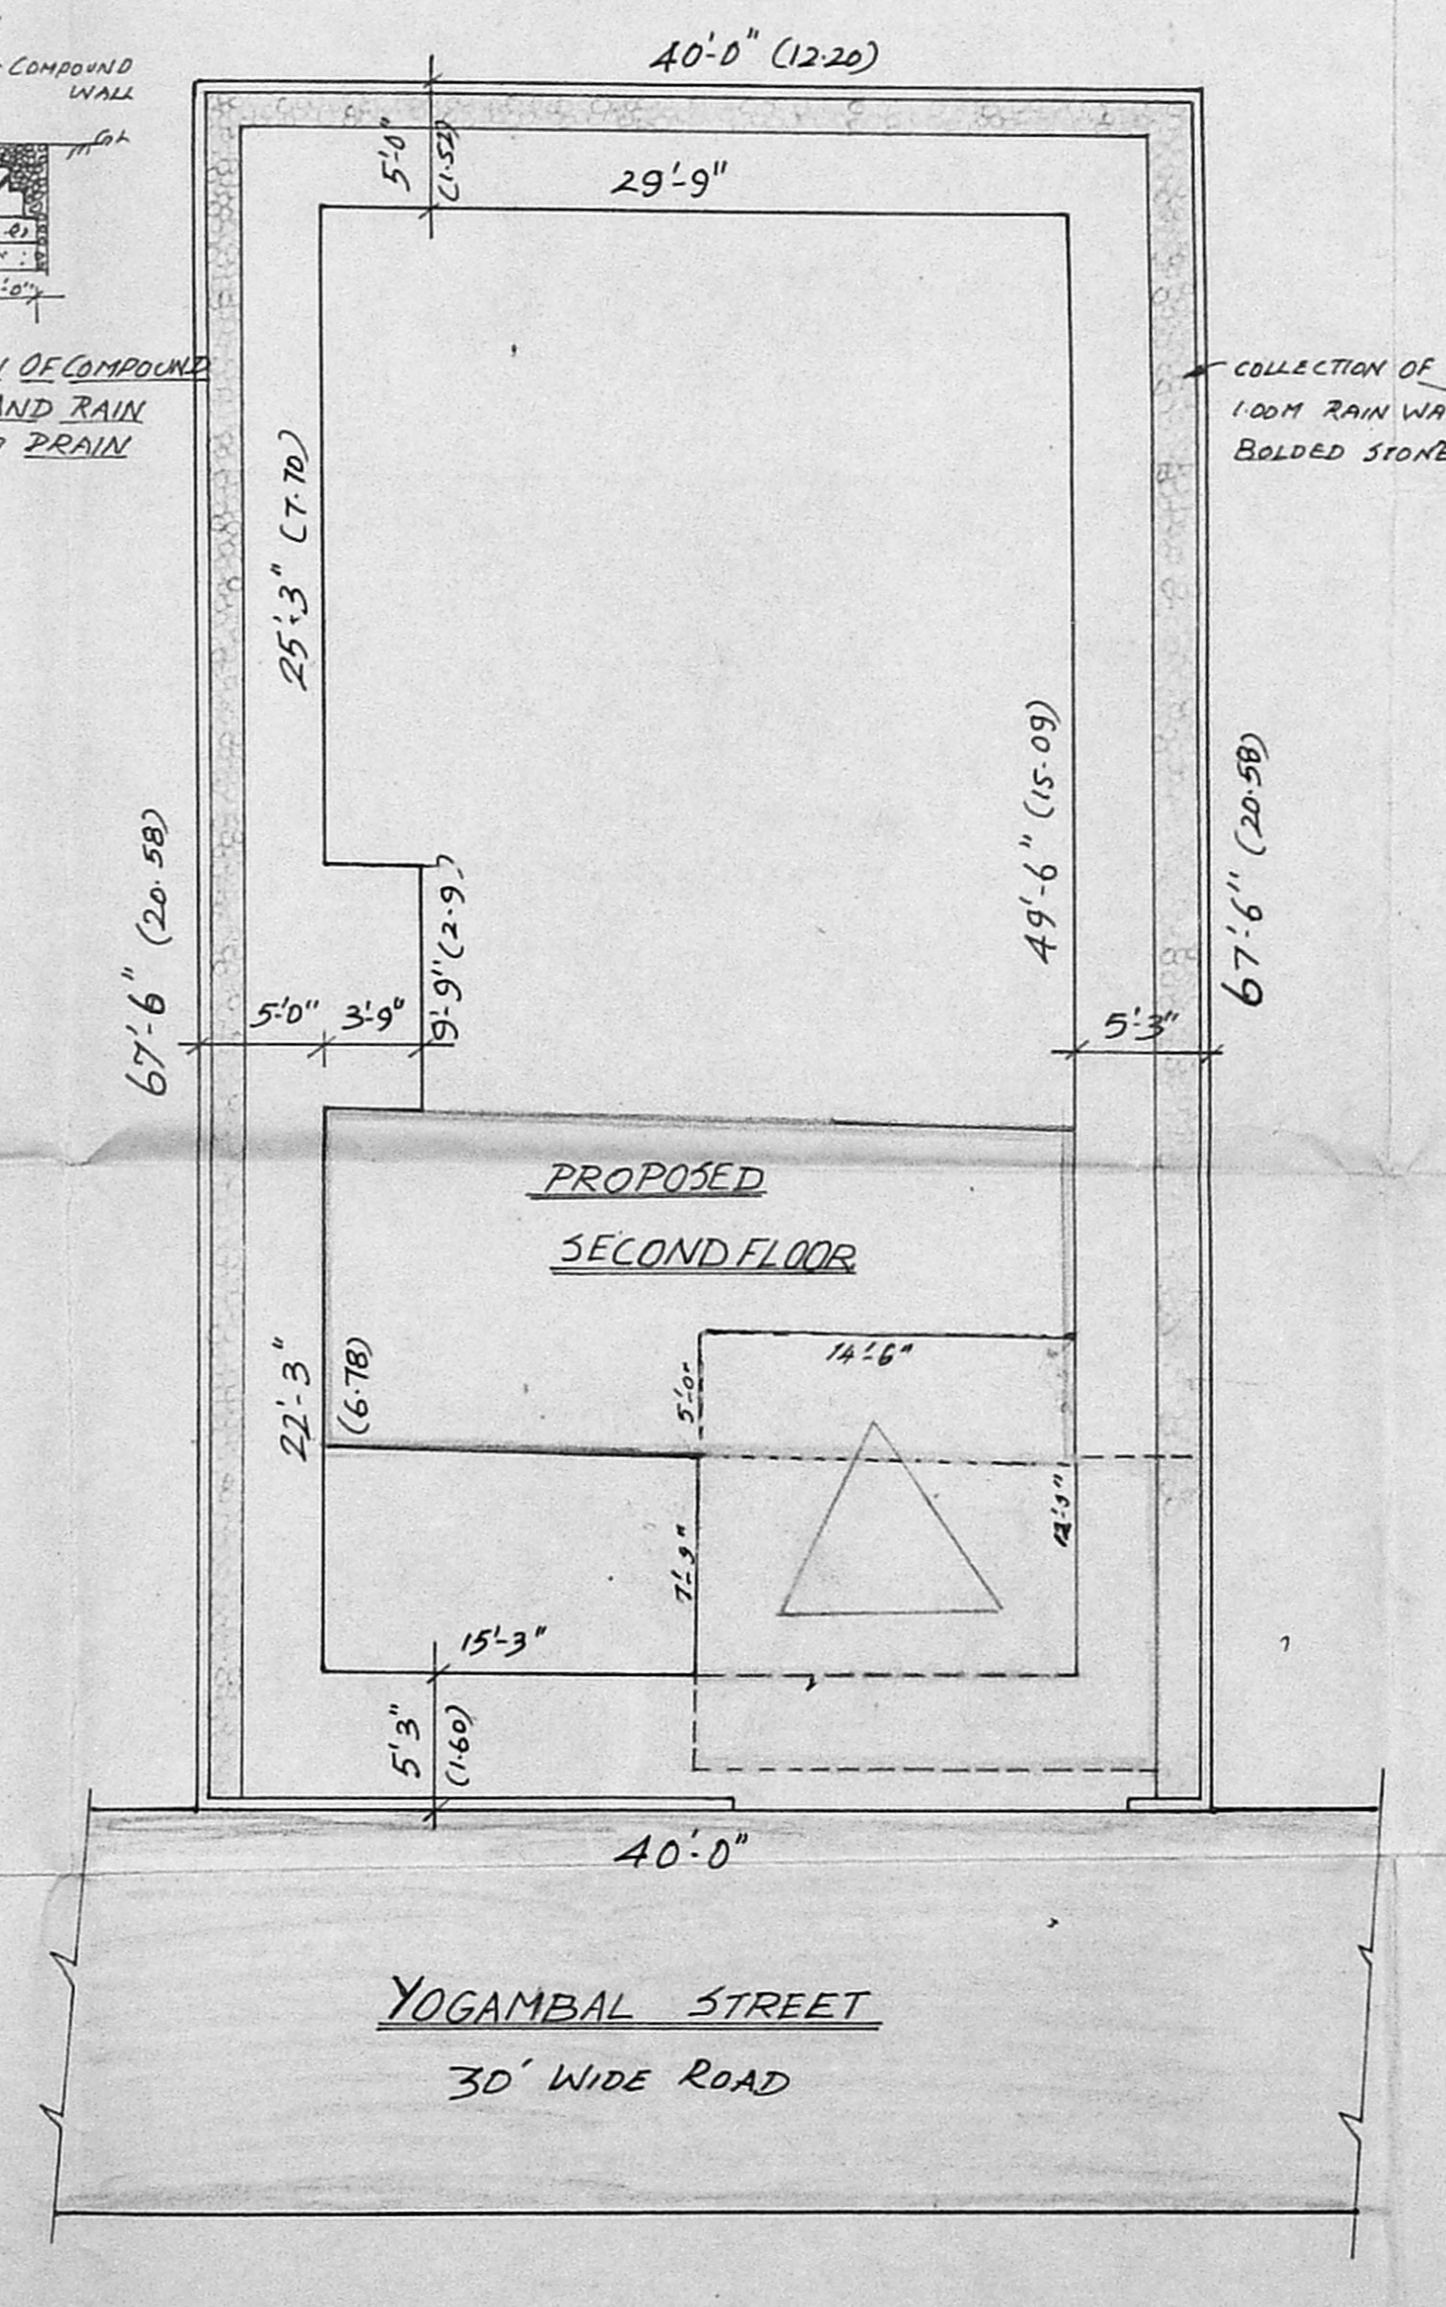 40'-0" (12.20)
COMPOUND
WALL
5'-0"
(1.52)
29'-9"
OF COMPOUND
AND RAIN
DRAIN
COLLECTION OF
1.00M RAIN WA
BOLDED STONE
25'-3" (7.70)
49'-6" (15.09)
67'-6" (20.58)
67'-6" (20.58)
9'-9" (2.9
5'-0"
3'-9"
5'-3"
PROPOSED
SECOND FLOOR
22'-3"
(6.78)
14'-6"
5'-0"
7'-9"
15'-3"
5'3"
(1.60)
40'-0"
YOGAMBAL STREET
30' WIDE ROAD